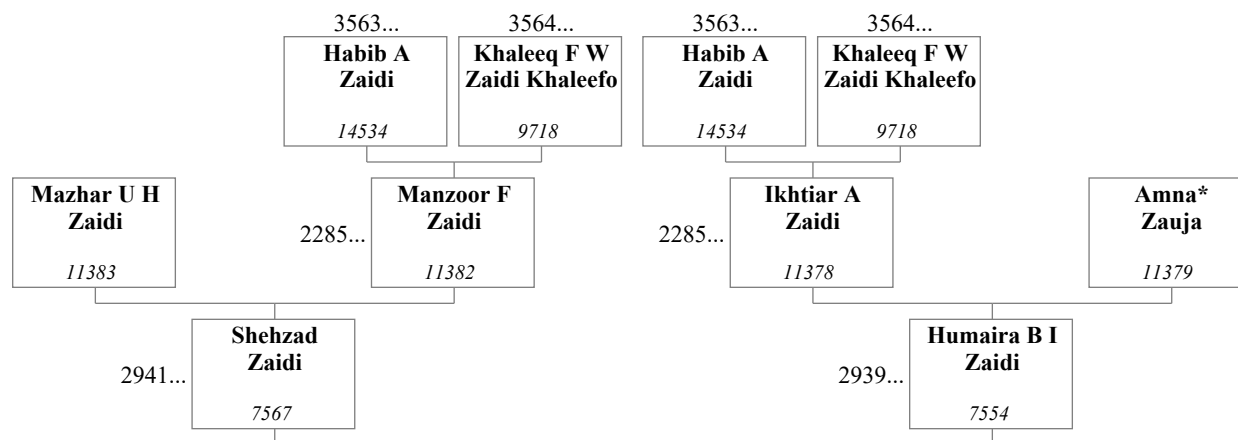 3563...
3564...
3563...
3564...
Habib A
Zaidi
14534
Khaleeq F W
Zaidi Khaleefo
9718
Habib A
Zaidi
14534
Khaleeq F W
Zaidi Khaleefo
9718
Mazhar U H
Zaidi
11383
2285...
Manzoor F
Zaidi
11382
2285...
Ikhtiar A
Zaidi
11378
Amna*
Zauja
11379
2941...
Shehzad
Zaidi
7567
2939...
Humaira B I
Zaidi
7554